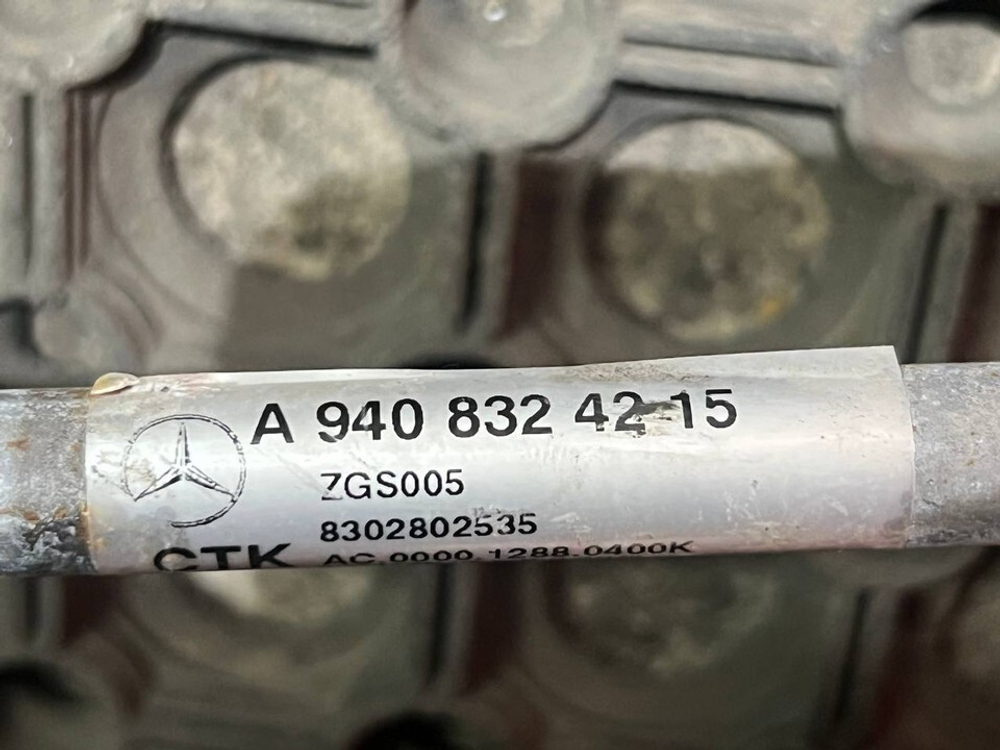 A 940 832 42 15
ZGS005
8302802535
CTK AC.0000.1288.0400K